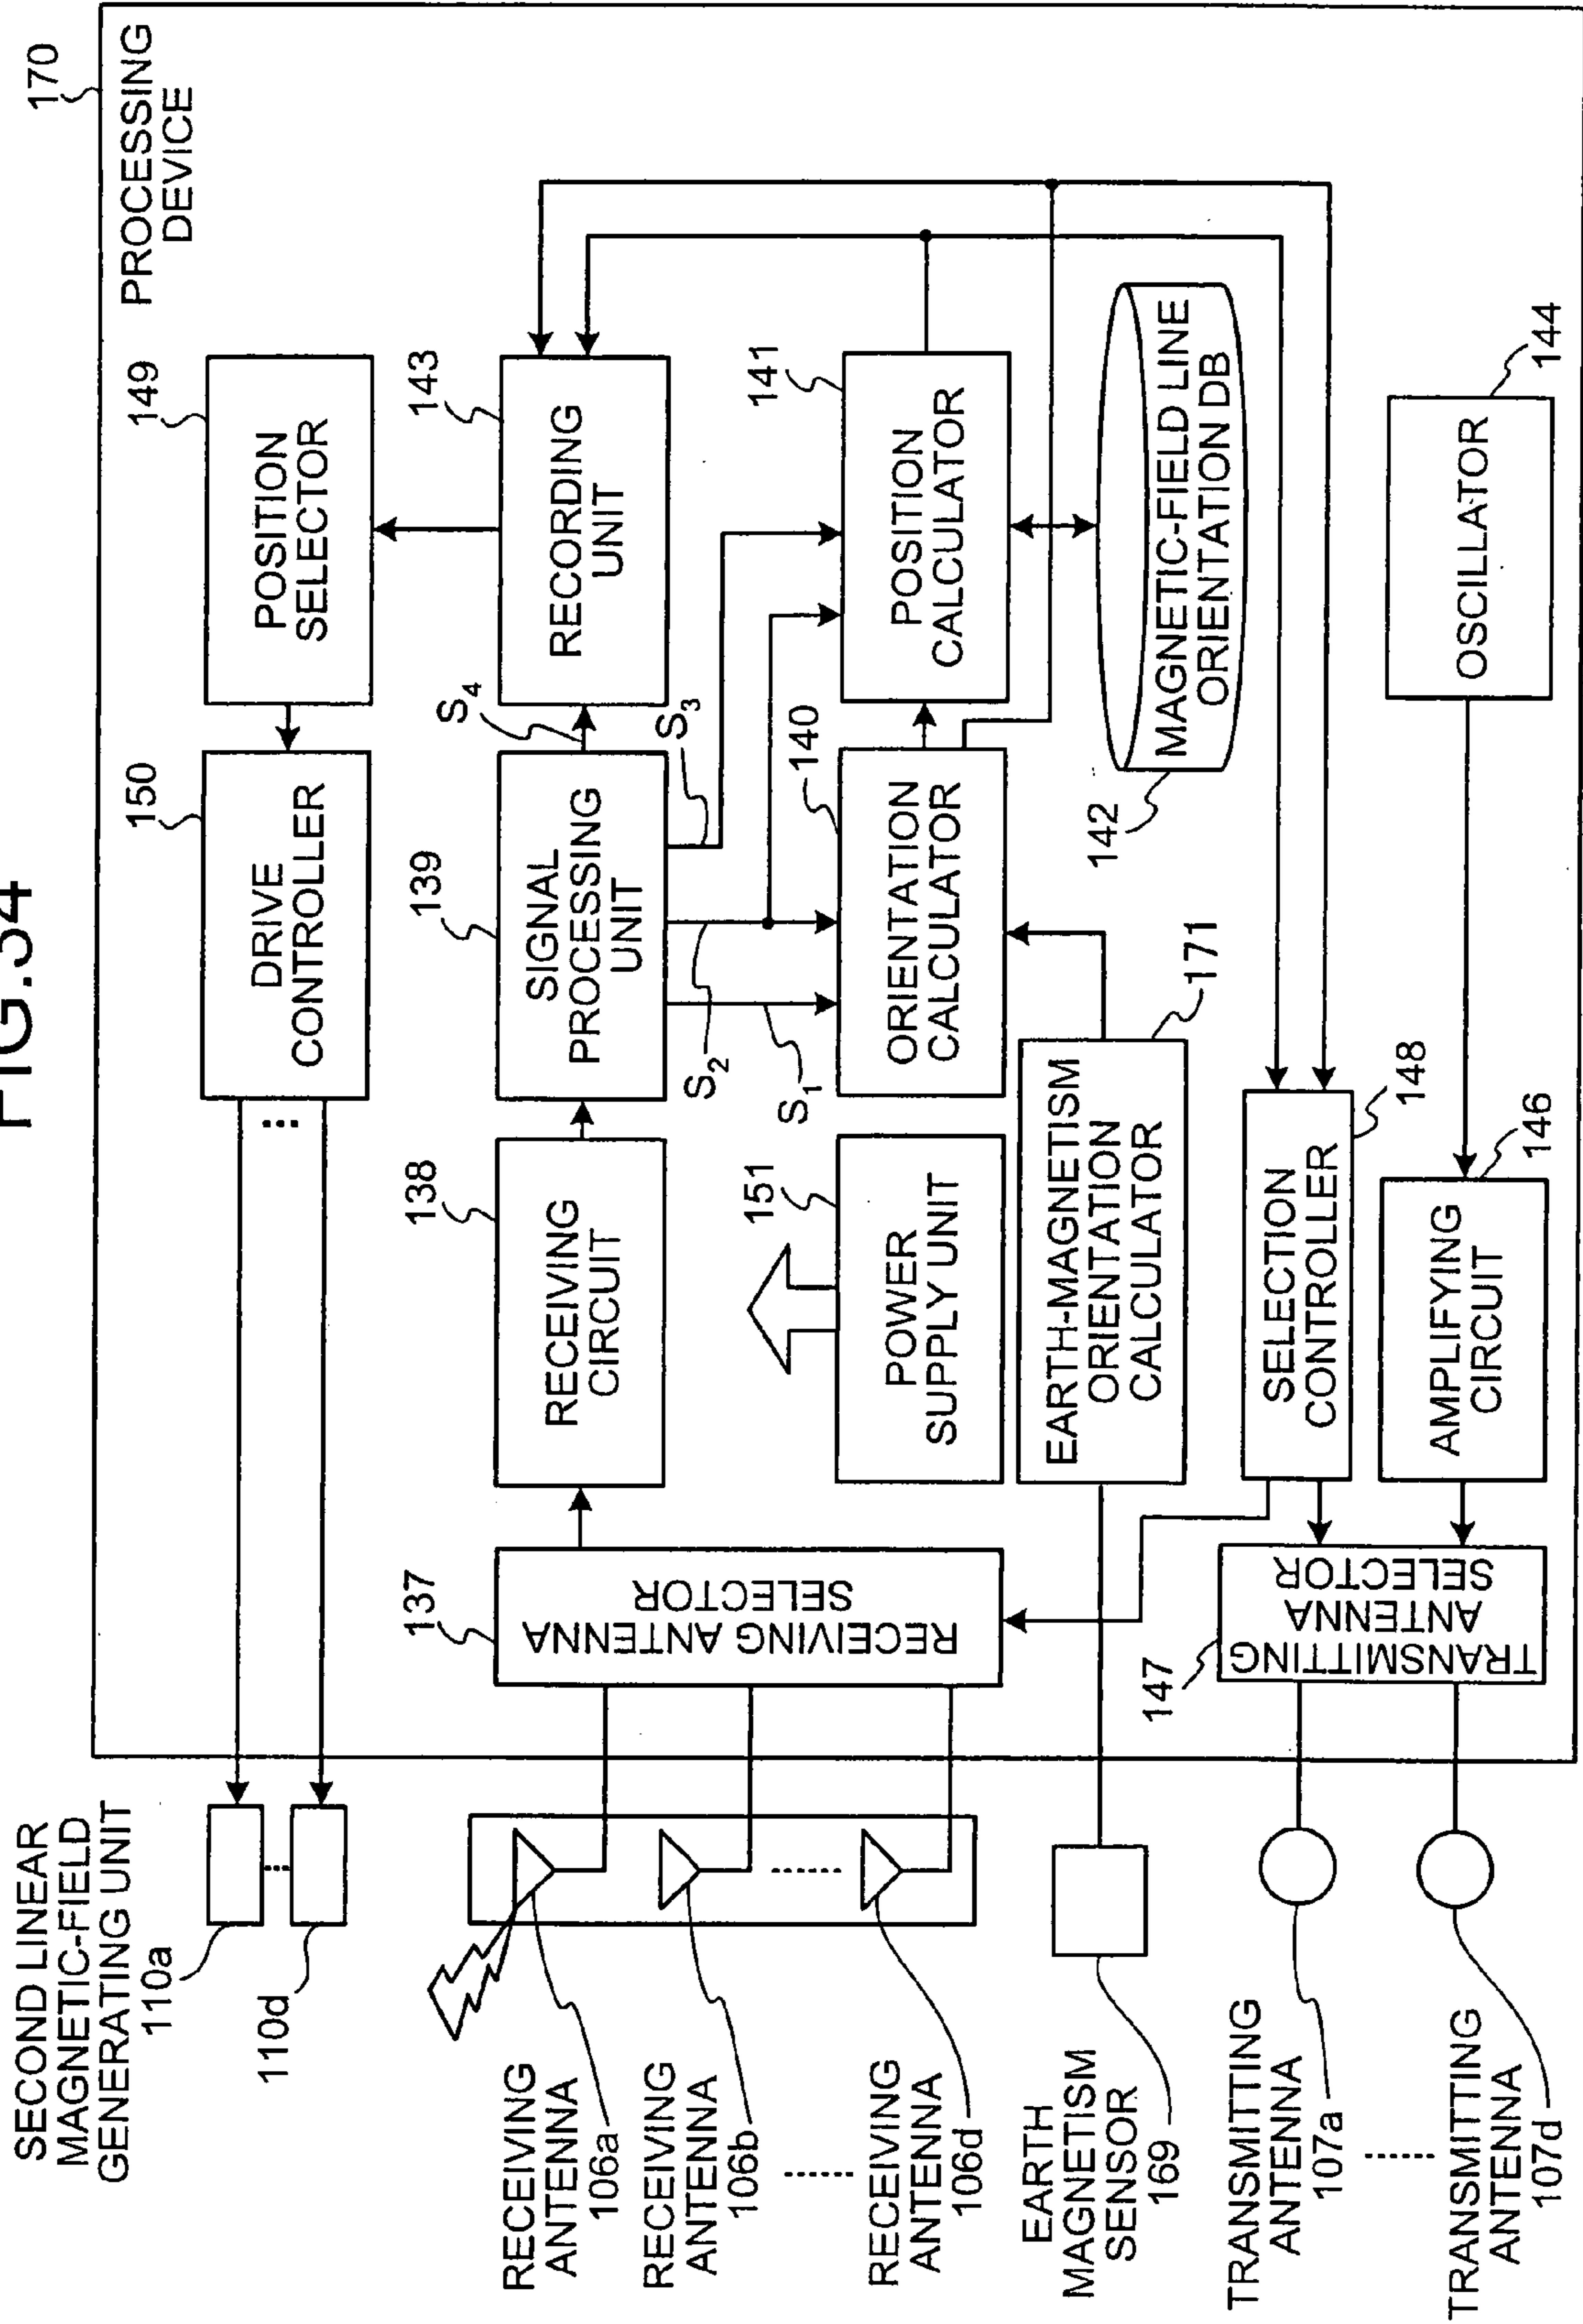 FIG.34
170
PROCESSING
DEVICE
SECOND LINEAR
MAGNETIC-FIELD
GENERATING UNIT
110a
110d
150
DRIVE
CONTROLLER
149
POSITION
SELECTOR
RECEIVING
ANTENNA
106a
RECEIVING
ANTENNA
106b
RECEIVING
ANTENNA
106d
137
RECEIVING ANTENNA
SELECTOR
138
RECEIVING
CIRCUIT
139
SIGNAL
PROCESSING
UNIT
S4
143
RECORDING
UNIT
S3
S2
S1
151
POWER
SUPPLY UNIT
140
ORIENTATION
CALCULATOR
141
POSITION
CALCULATOR
EARTH
MAGNETISM
SENSOR
169
EARTH-MAGNETISM
ORIENTATION
CALCULATOR
171
142
MAGNETIC-FIELD LINE
ORIENTATION DB
TRANSMITTING
ANTENNA
107a
TRANSMITTING
ANTENNA
107d
147
TRANSMITTING
ANTENNA
SELECTOR
SELECTION
CONTROLLER
148
AMPLIFYING
CIRCUIT
146
OSCILLATOR
144